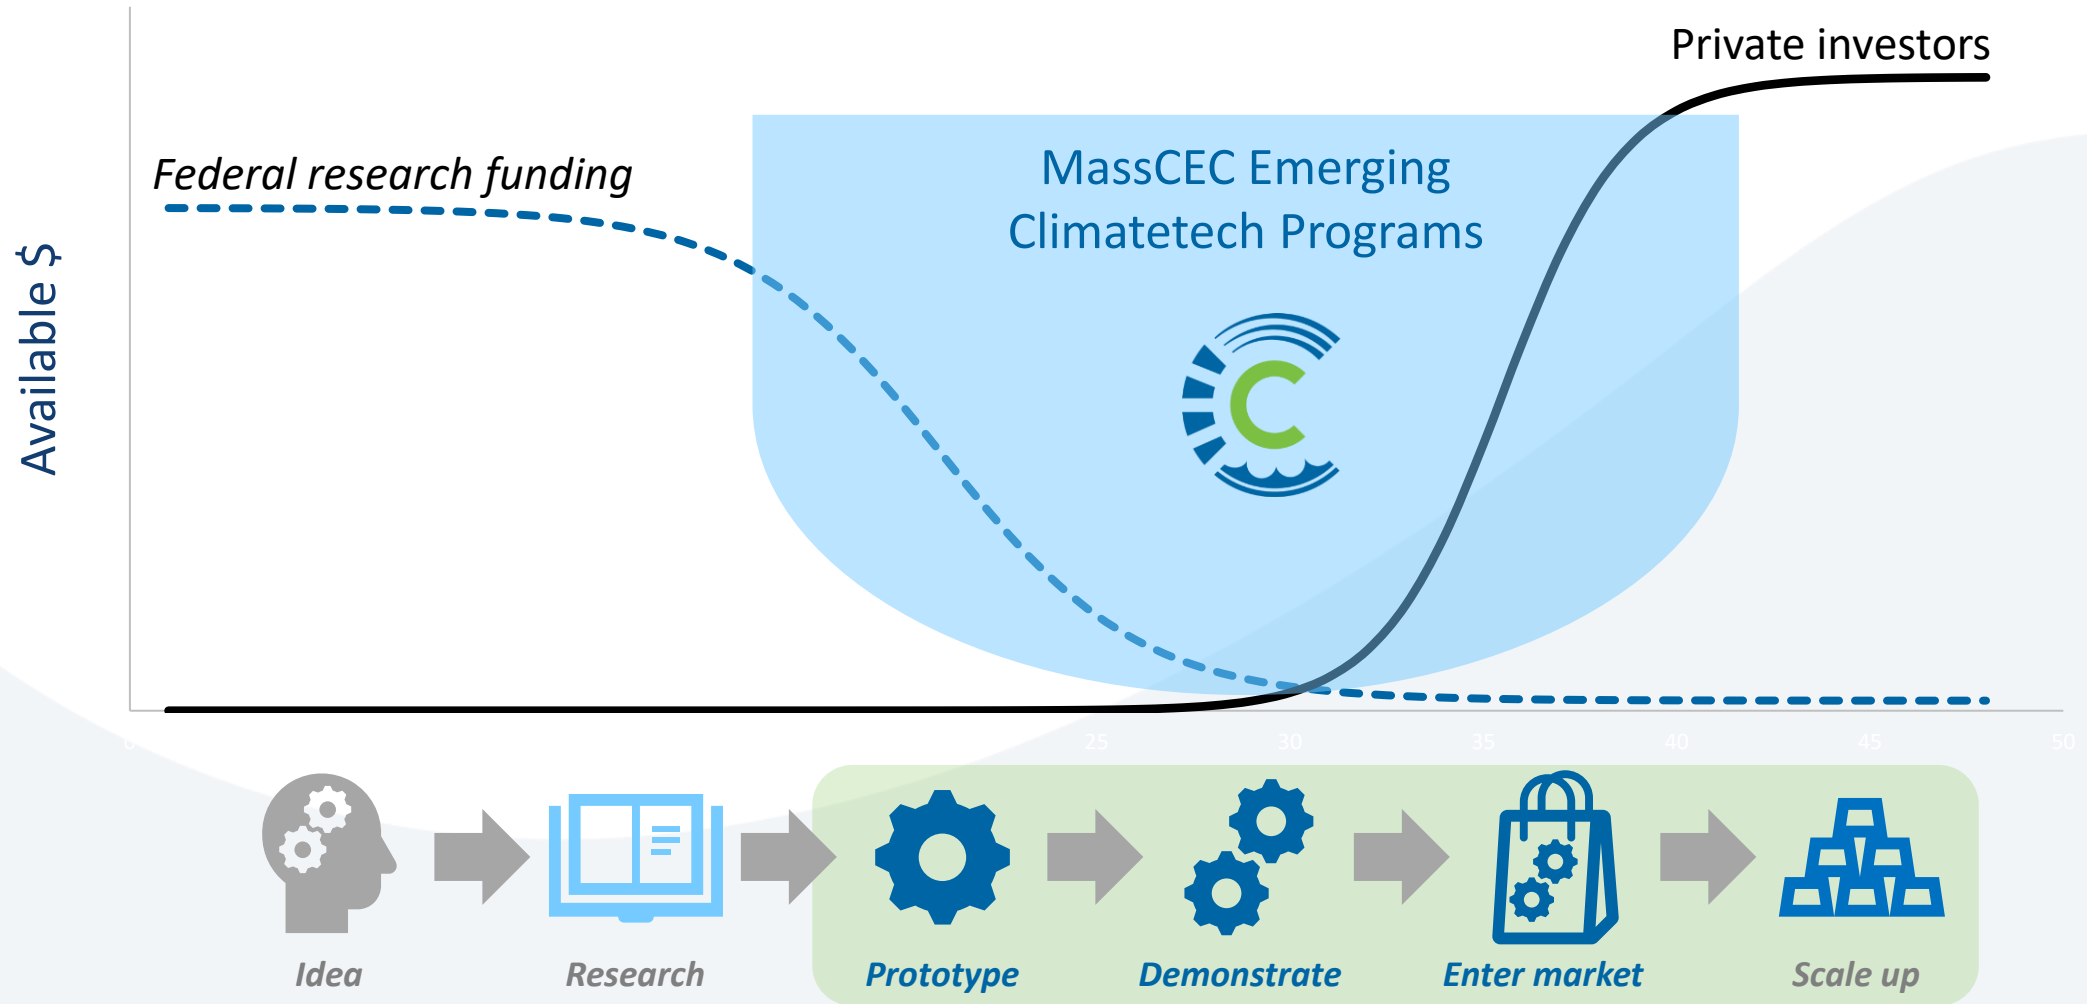 Private investors
Federal research funding
MassCEC Emerging
Climatetech Programs
Available $
0
25
30
35
40
45
50
Idea
Research
Prototype
Demonstrate
Enter market
Scale up